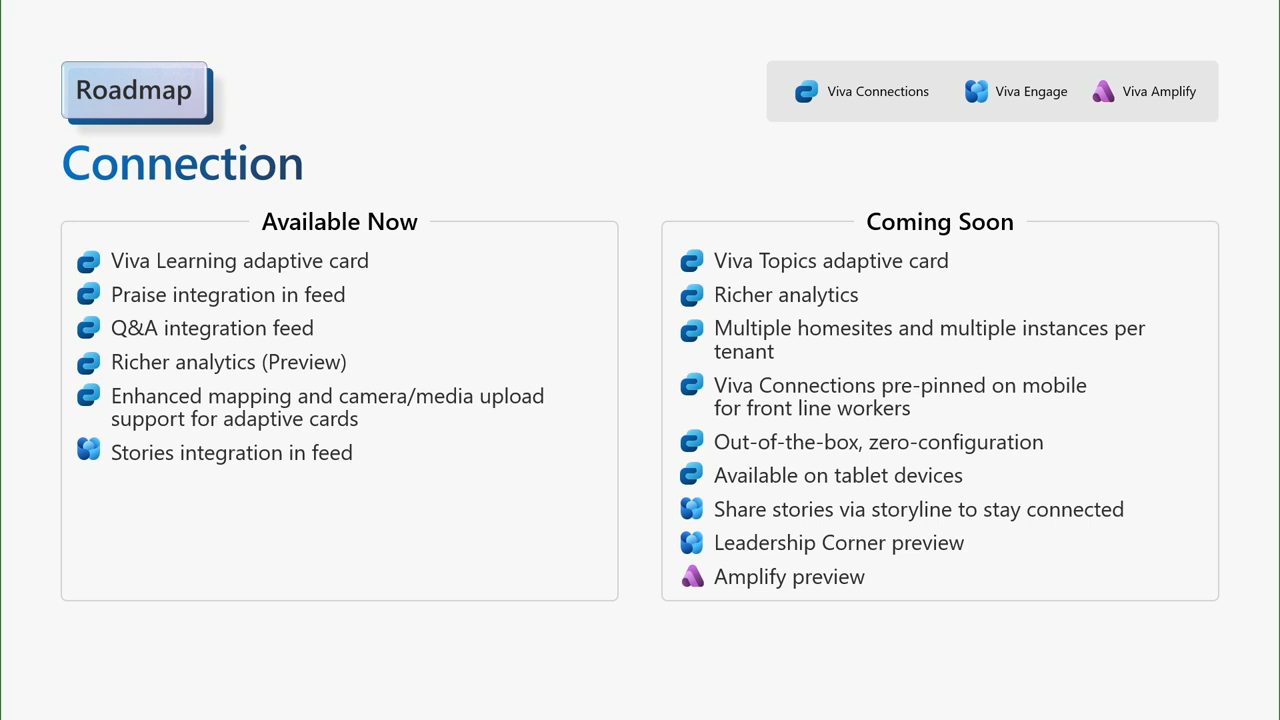 Roadmap
Viva Connections
Viva Engage
Viva Amplify
Connection
Available Now
Viva Learning adaptive card
Praise integration in feed
Q&A integration feed
Richer analytics (Preview)
Enhanced mapping and camera/media upload
support for adaptive cards
Stories integration in feed
Coming Soon
Viva Topics adaptive card
Richer analytics
Multiple homesites and multiple instances per
tenant
Viva Connections pre-pinned on mobile
for front line workers
Out-of-the-box, zero-configuration
Available on tablet devices
Share stories via storyline to stay connected
Leadership Corner preview
Amplify preview